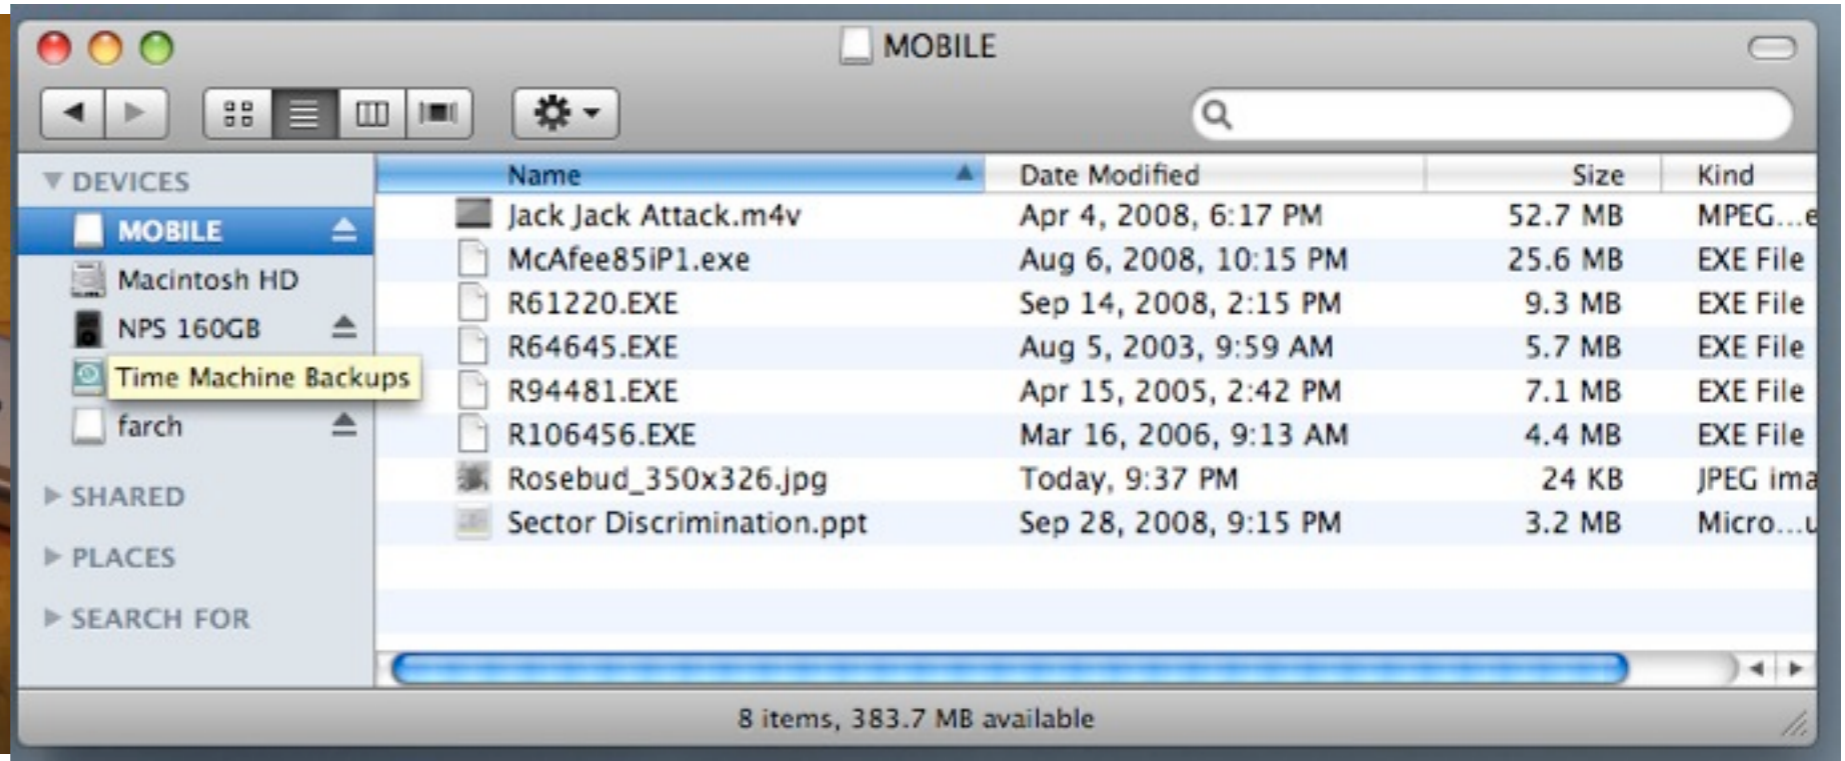 MOBILE
DEVICES
MOBILE
Macintosh HD
NPS 160GB
Time Machine Backups
farch
SHARED
PLACES
SEARCH FOR
Name Date Modified Size Kind
Jack Jack Attack.m4v Apr 4, 2008, 6:17 PM 52.7 MB MPEG...e
McAfee85iP1.exe Aug 6, 2008, 10:15 PM 25.6 MB EXE File
R61220.EXE Sep 14, 2008, 2:15 PM 9.3 MB EXE File
R64645.EXE Aug 5, 2003, 9:59 AM 5.7 MB EXE File
R94481.EXE Apr 15, 2005, 2:42 PM 7.1 MB EXE File
R106456.EXE Mar 16, 2006, 9:13 AM 4.4 MB EXE File
Rosebud_350x326.jpg Today, 9:37 PM 24 KB JPEG ima
Sector Discrimination.ppt Sep 28, 2008, 9:15 PM 3.2 MB Micro...u
8 items, 383.7 MB available